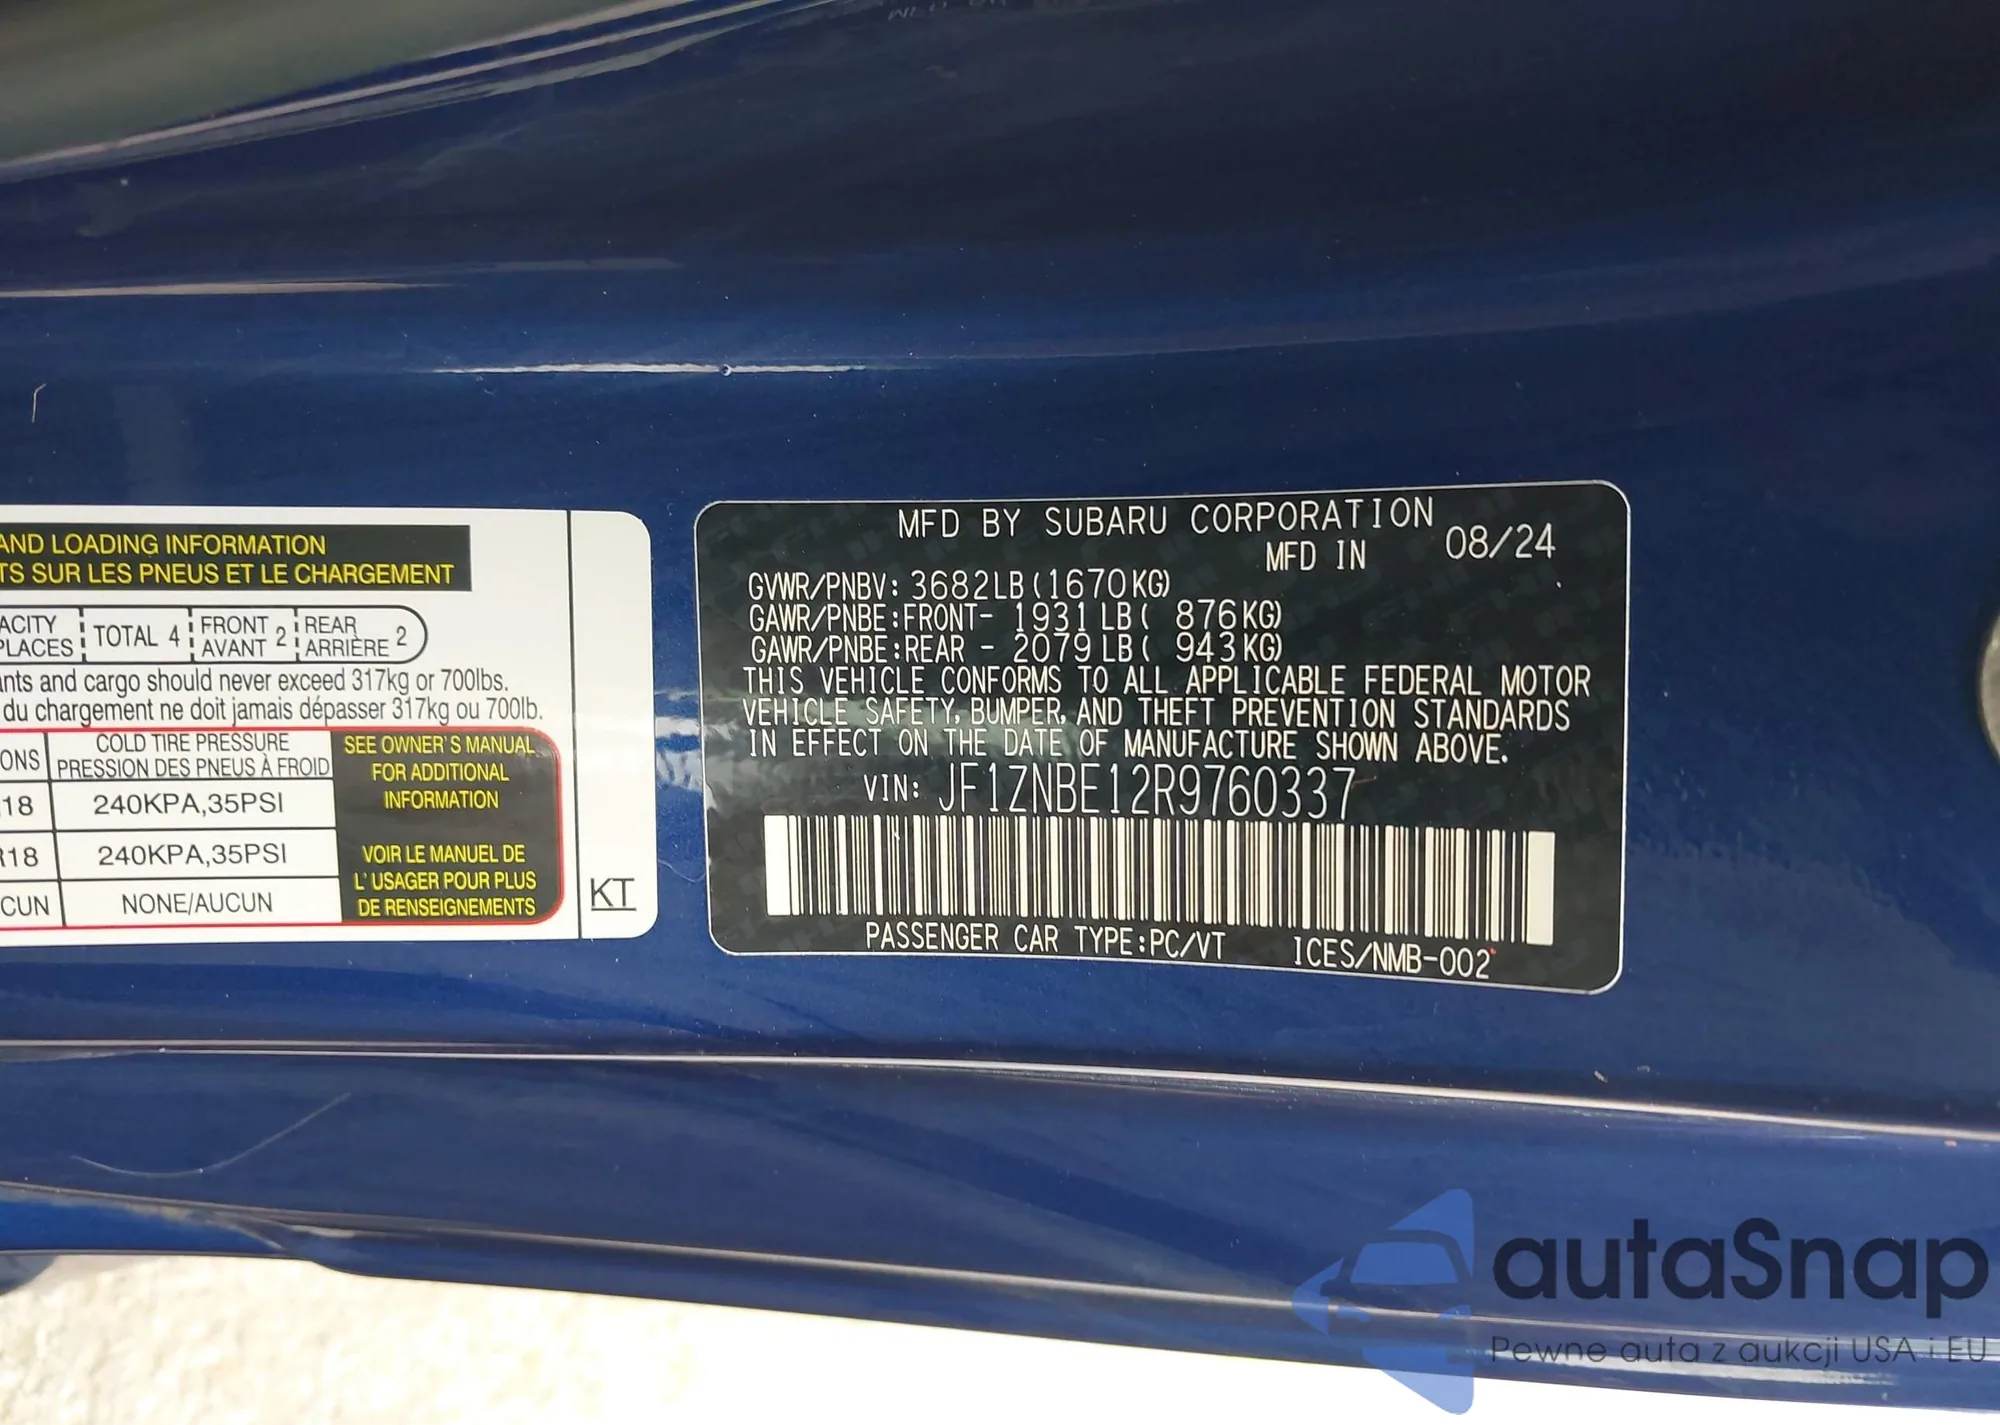 AND LOADING INFORMATION
TS SUR LES PNEUS ET LE CHARGEMENT
ACITY TOTAL 4 FRONT 2 REAR 2
PLACES AVANT ARRIÈRE
ants and cargo should never exceed 317kg or 700lbs.
du chargement ne doit jamais dépasser 317kg ou 700lb.
ONS COLD TIRE PRESSURE
PRESSION DES PNEUS À FROID
18 240KPA,35PSI
R18 240KPA,35PSI
CUN NONE/AUCUN
SEE OWNER'S MANUAL
FOR ADDITIONAL
INFORMATION
VOIR LE MANUEL DE
L'USAGER POUR PLUS
DE RENSEIGNEMENTS
KT
MFD BY SUBARU CORPORATION
MFD IN 08/24
GVWR/PNBV: 3682LB(1670KG)
GAWR/PNBE:FRONT- 1931LB( 876KG)
GAWR/PNBE:REAR - 2079LB( 943KG)
THIS VEHICLE CONFORMS TO ALL APPLICABLE FEDERAL MOTOR
VEHICLE SAFETY, BUMPER, AND THEFT PREVENTION STANDARDS
IN EFFECT ON THE DATE OF MANUFACTURE SHOWN ABOVE.
VIN: JF1ZNBE12R9760337
PASSENGER CAR TYPE:PC/VT ICES/NMB-002
autaSnap
Pewne auta z aukcji USA i EU